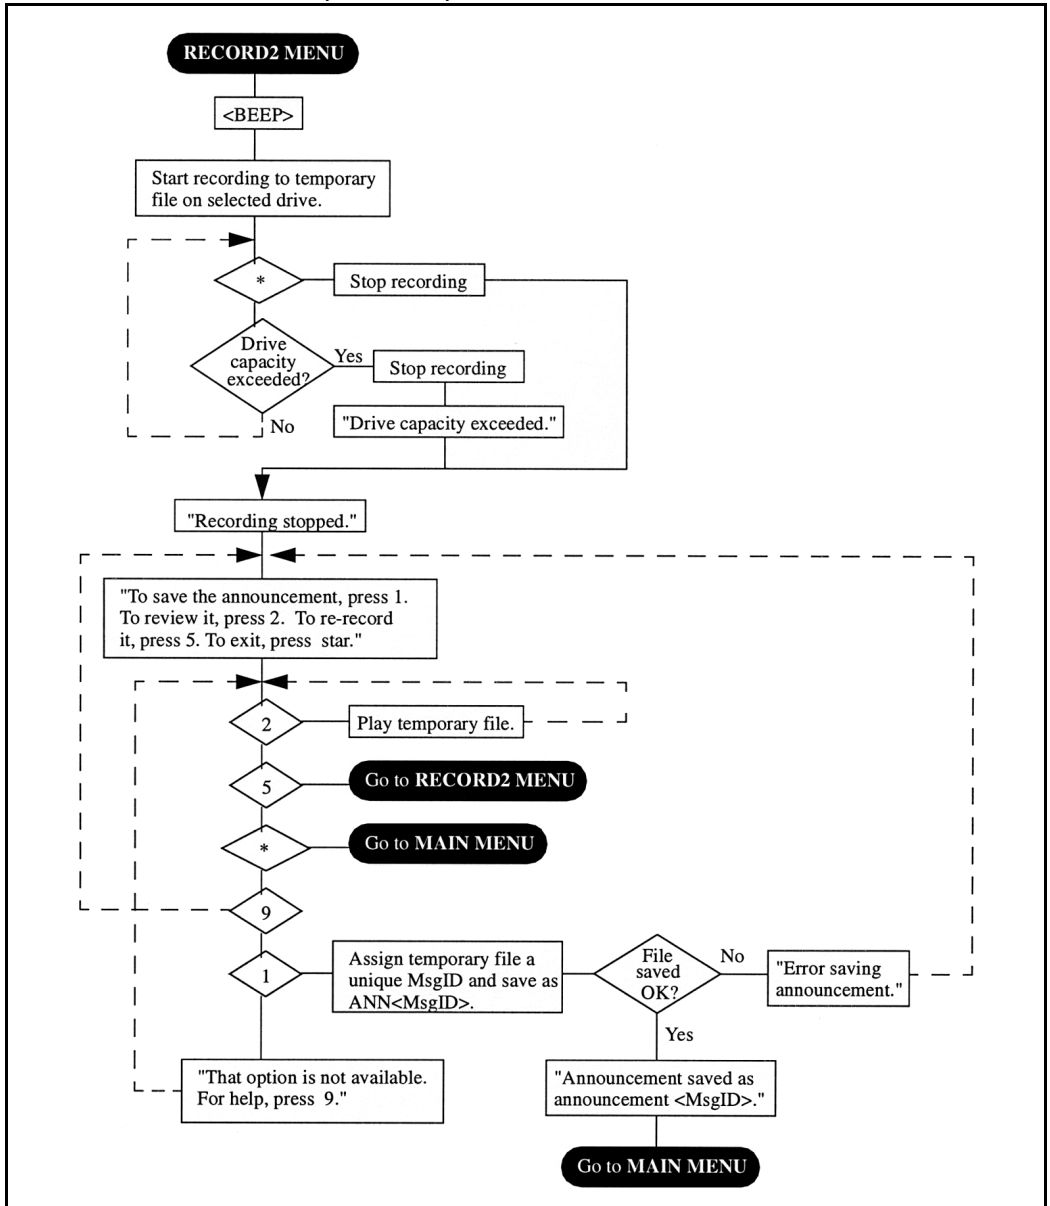 RECORD2 MENU
<BEEP>
Start recording to temporary
file on selected drive.
*
Stop recording
Drive
capacity
exceeded?
Yes
Stop recording
No
"Drive capacity exceeded."
"Recording stopped."
"To save the announcement, press 1.
To review it, press 2. To re-record
it, press 5. To exit, press star."
2
Play temporary file.
5
Go to RECORD2 MENU
*
Go to MAIN MENU
9
1
Assign temporary file a
unique MsgID and save as
ANN<MsgID>.
File
saved
OK?
No
"Error saving
announcement."
Yes
"That option is not available.
For help, press 9."
"Announcement saved as
announcement <MsgID>."
Go to MAIN MENU